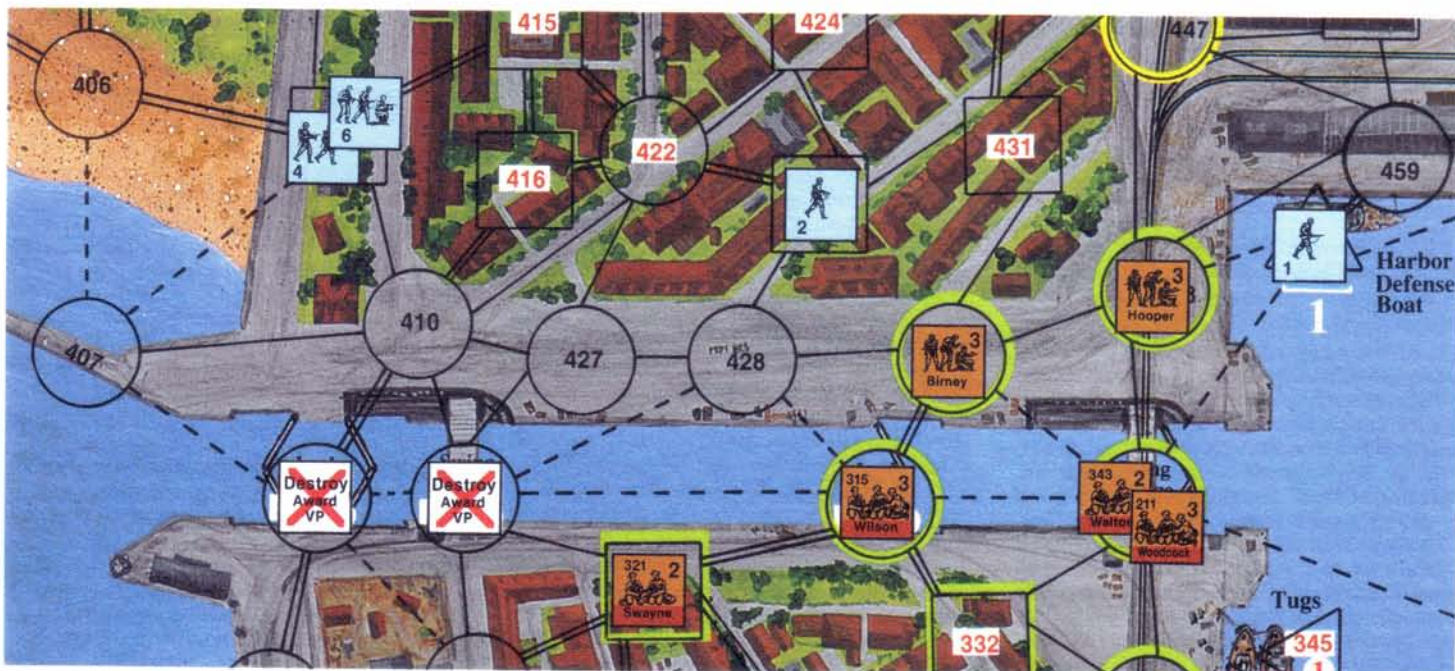 415
424
447
406
6
4
422
416
431
459
2
1
Harbor
Defense
Boat
1
3
Hooper
410
407
427
428
3
Birney
Destroy
Award
VP
Destroy
Award
VP
315
3
Wilson
343
2
211
3
Woodcock
321
2
Swayne
332
Tugs
345